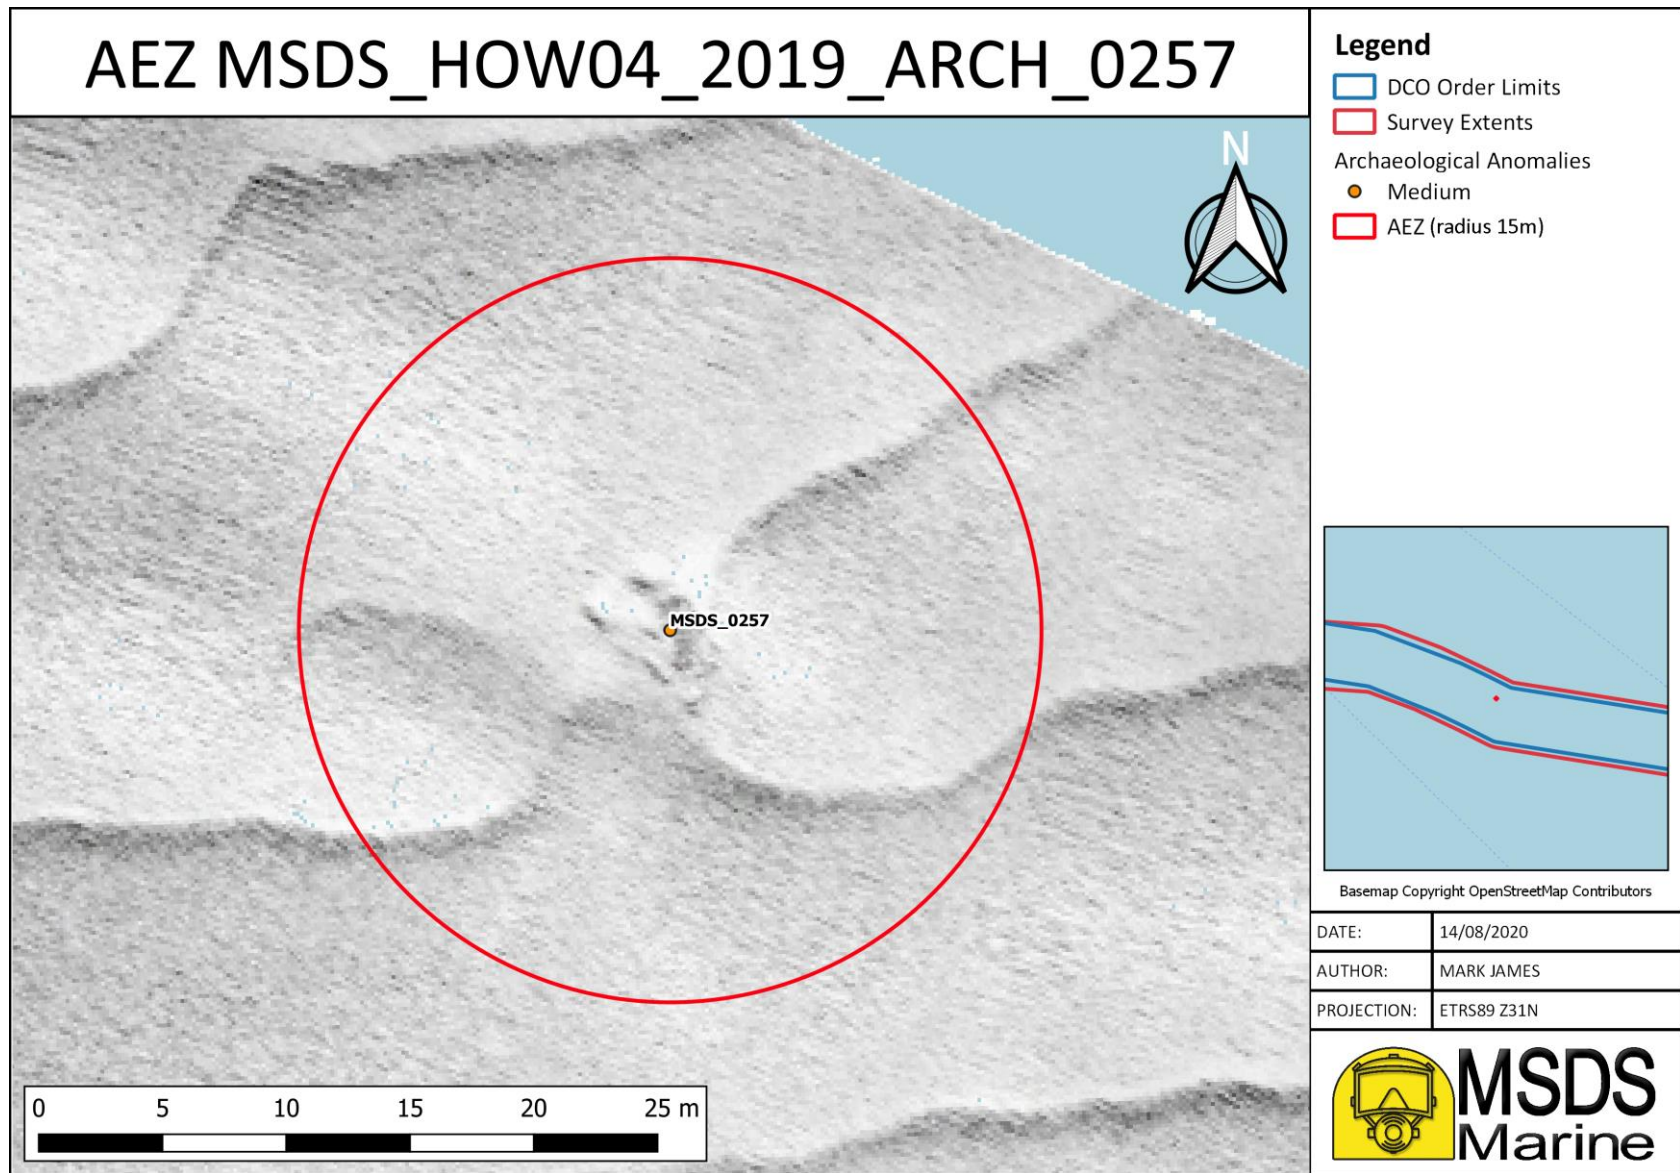 AEZ MSDS_HOW04_2019_ARCH_0257
Legend
DCO Order Limits
Survey Extents
Archaeological Anomalies
Medium
AEZ (radius 15m)
N
MSDS_0257
0 5 10 15 20 25 m
Basemap Copyright OpenStreetMap Contributors
DATE: 14/08/2020
AUTHOR: MARK JAMES
PROJECTION: ETRS89 Z31N
MSDS
Marine